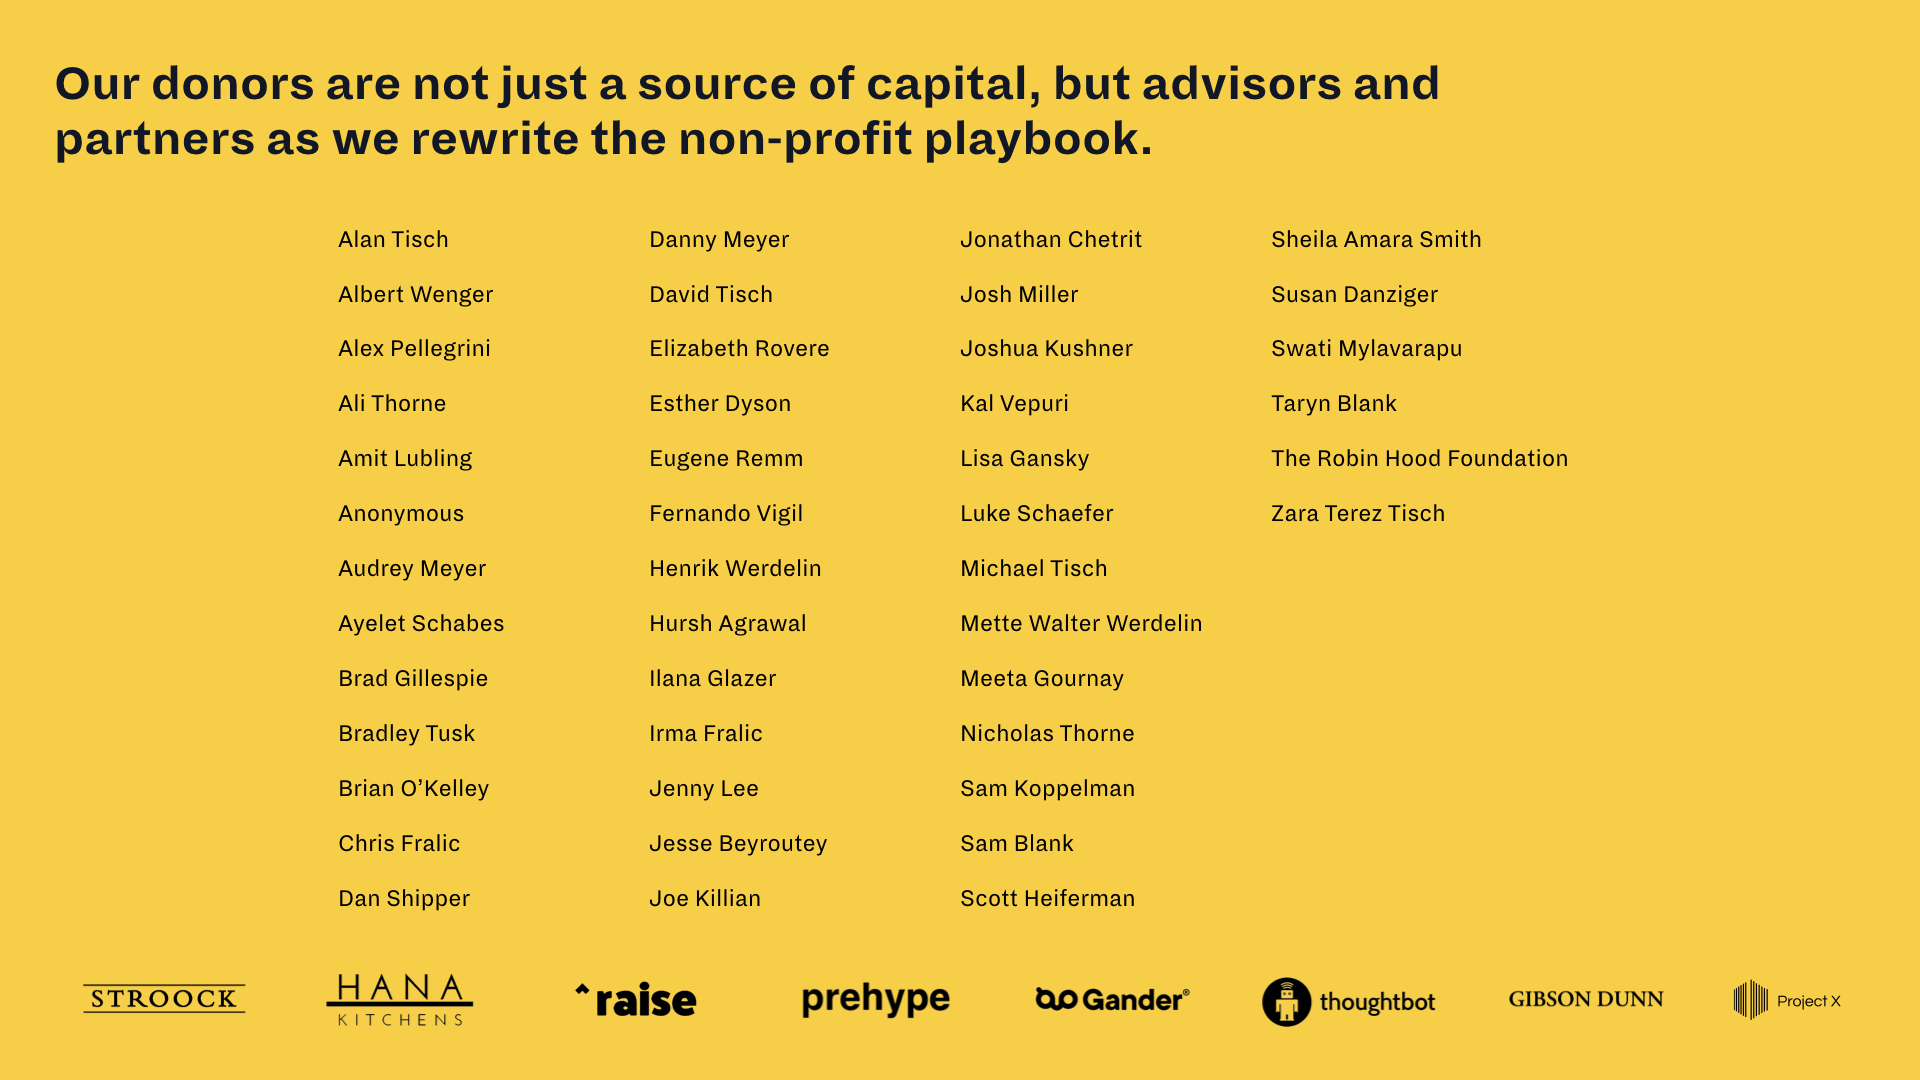 Our donors are not just a source of capital, but advisors and
partners as we rewrite the non-profit playbook.
Alan Tisch
Albert Wenger
Alex Pellegrini
Ali Thorne
Amit Lubling
Anonymous
Audrey Meyer
Ayelet Schabes
Brad Gillespie
Bradley Tusk
Brian O’Kelley
Chris Fralic
Dan Shipper
Danny Meyer
David Tisch
Elizabeth Rovere
Esther Dyson
Eugene Remm
Fernando Vigil
Henrik Werdelin
Hursh Agrawal
Ilana Glazer
Irma Fralic
Jenny Lee
Jesse Beyroutey
Joe Killian
Jonathan Chetrit
Josh Miller
Joshua Kushner
Kal Vepuri
Lisa Gansky
Luke Schaefer
Michael Tisch
Mette Walter Werdelin
Meeta Gournay
Nicholas Thorne
Sam Koppelman
Sam Blank
Scott Heiferman
Sheila Amara Smith
Susan Danziger
Swati Mylavarapu
Taryn Blank
The Robin Hood Foundation
Zara Terez Tisch
STROOCK
HANA
KITCHENS
raise
prehype
Gander®
thoughtbot
GIBSON DUNN
Project X